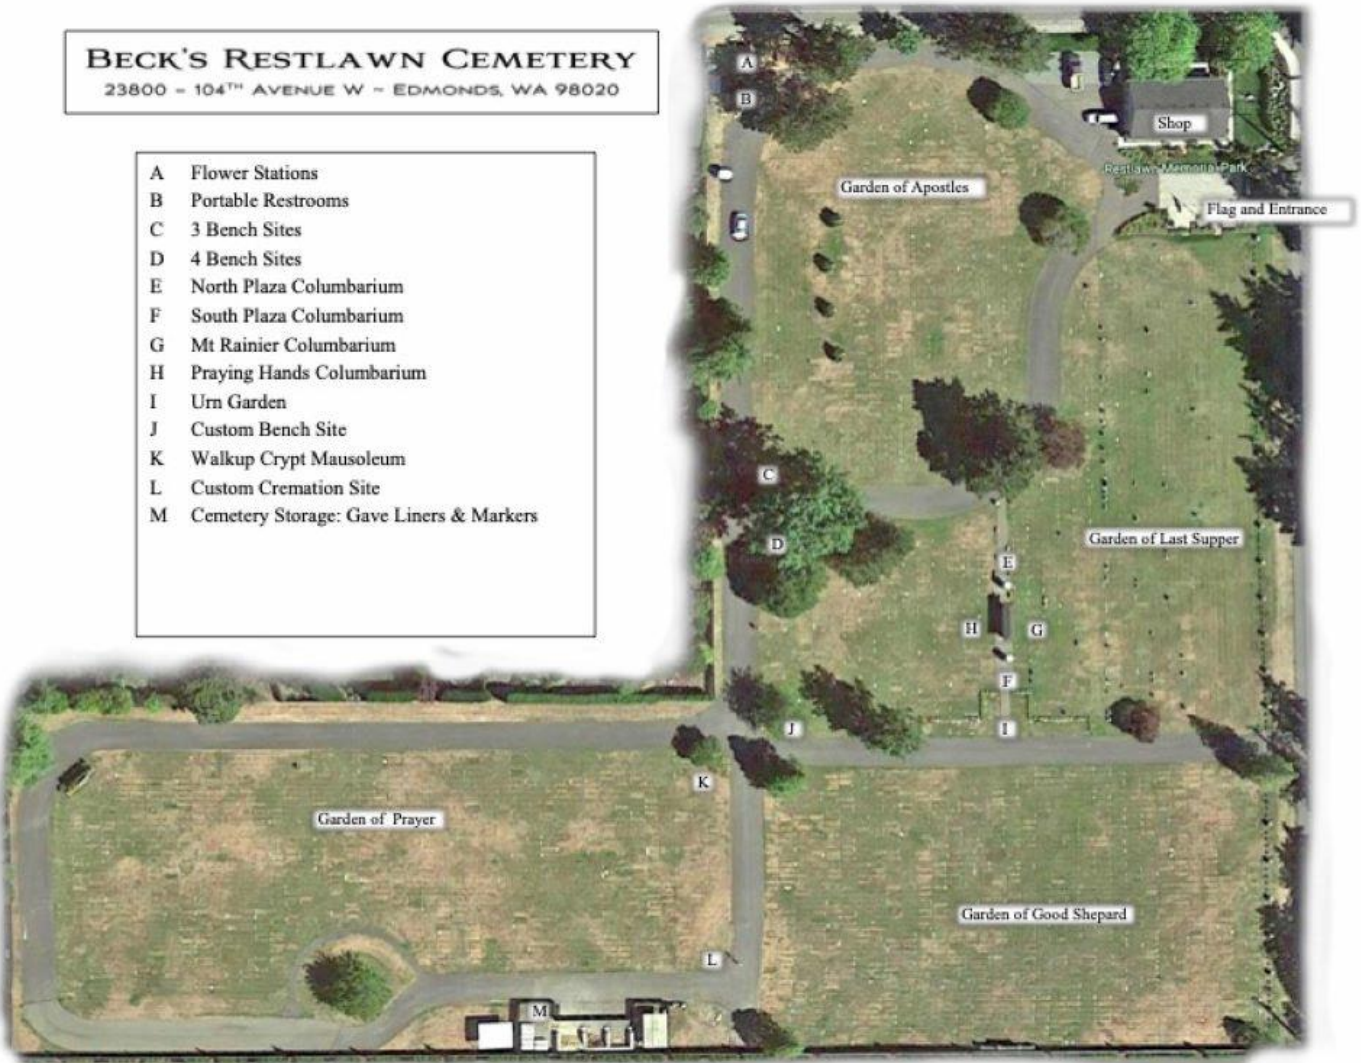 BECK'S RESTLAWN CEMETERY
23800 – 104TH AVENUE W ~ EDMONDS, WA 98020
A Flower Stations
B Portable Restrooms
C 3 Bench Sites
D 4 Bench Sites
E North Plaza Columbarium
F South Plaza Columbarium
G Mt Rainier Columbarium
H Praying Hands Columbarium
I Urn Garden
J Custom Bench Site
K Walkup Crypt Mausoleum
L Custom Cremation Site
M Cemetery Storage: Gave Liners & Markers
A
B
Shop
Restlawn Memorial Park
Garden of Apostles
Flag and Entrance
C
D
Garden of Last Supper
E
H
G
F
J
I
K
Garden of Prayer
Garden of Good Shepard
L
M